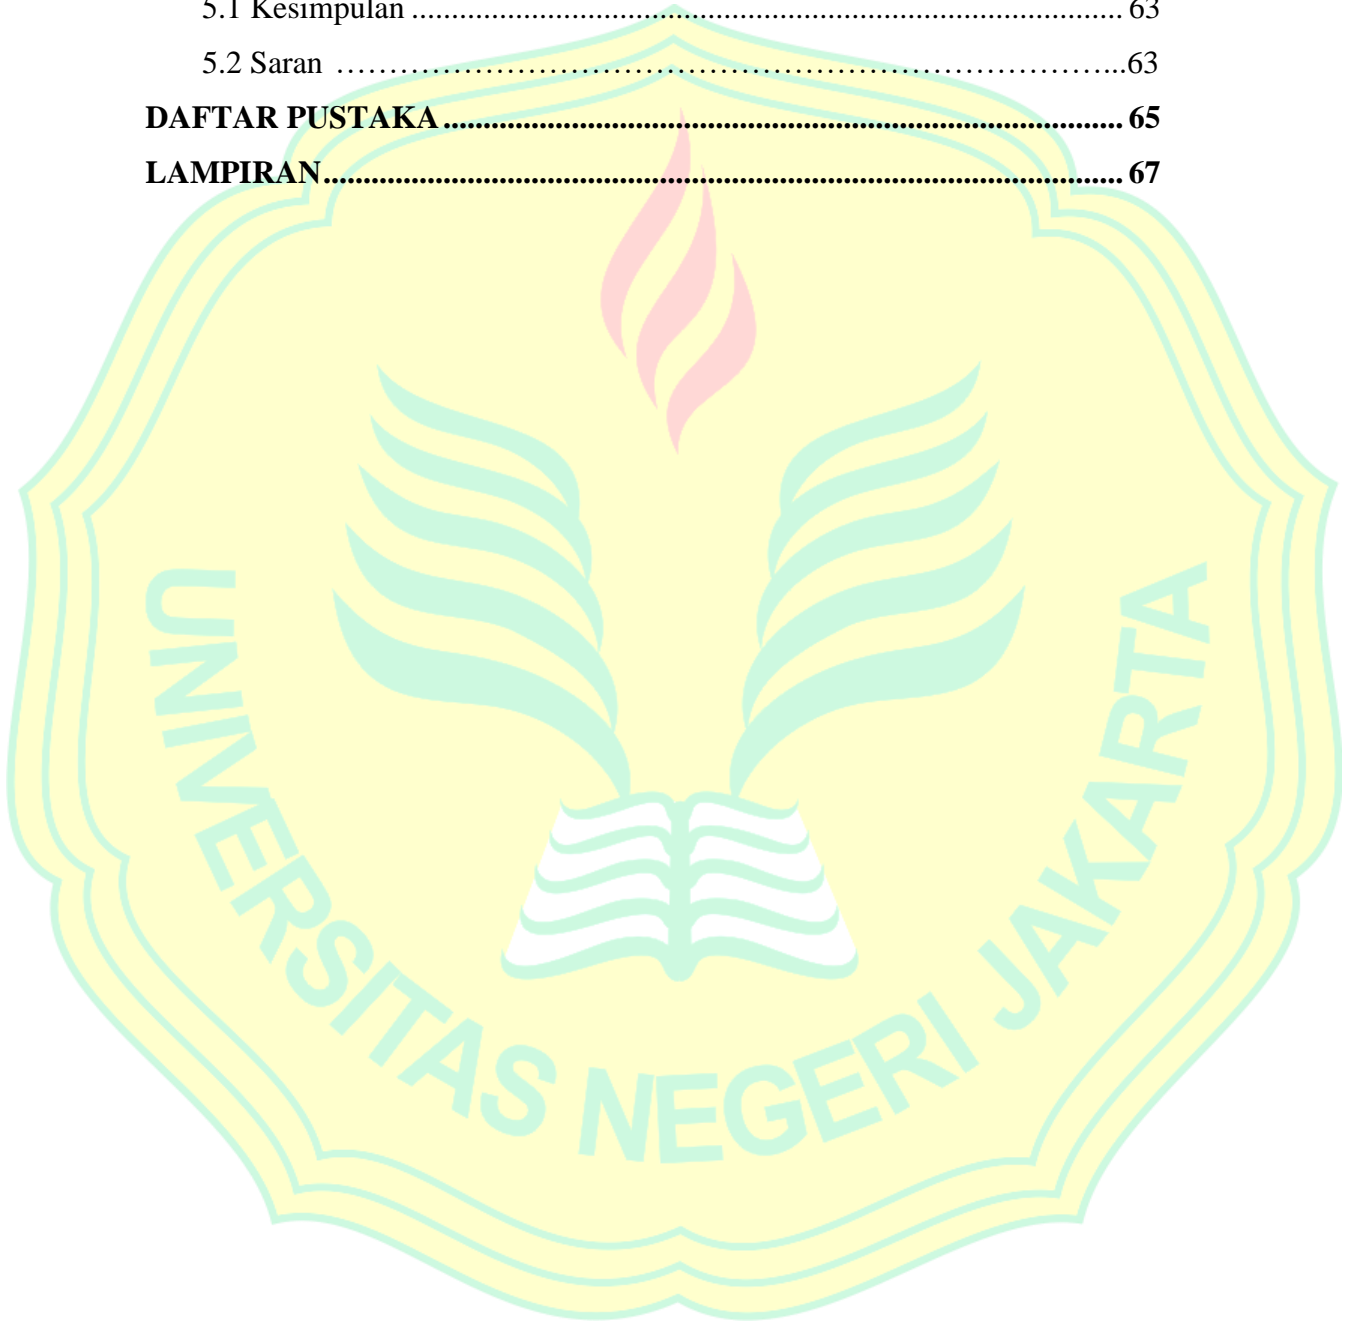 5.1 Kesimpulan .......................................................................................... 63
5.2 Saran ………………………………………………………………………...63
DAFTAR PUSTAKA ..................................................................................... 65
LAMPIRAN .................................................................................................... 67
UNIVERSITAS NEGERI JAKARTA